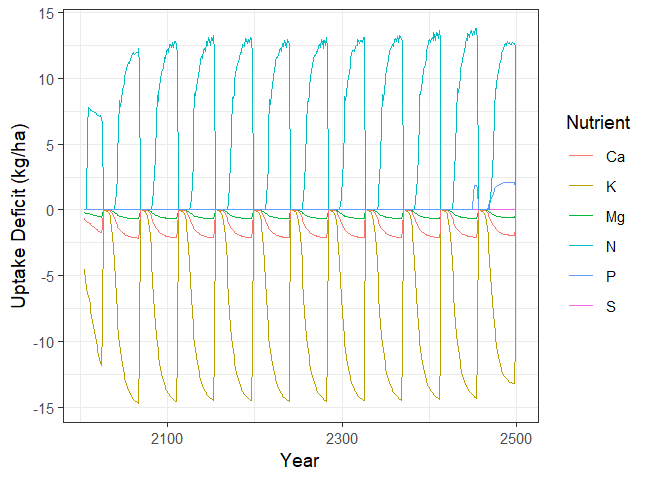 15
10
5
0
-5
-10
-15
Uptake Deficit (kg/ha)
2100
2300
2500
Year
Nutrient
Ca
K
Mg
N
P
S